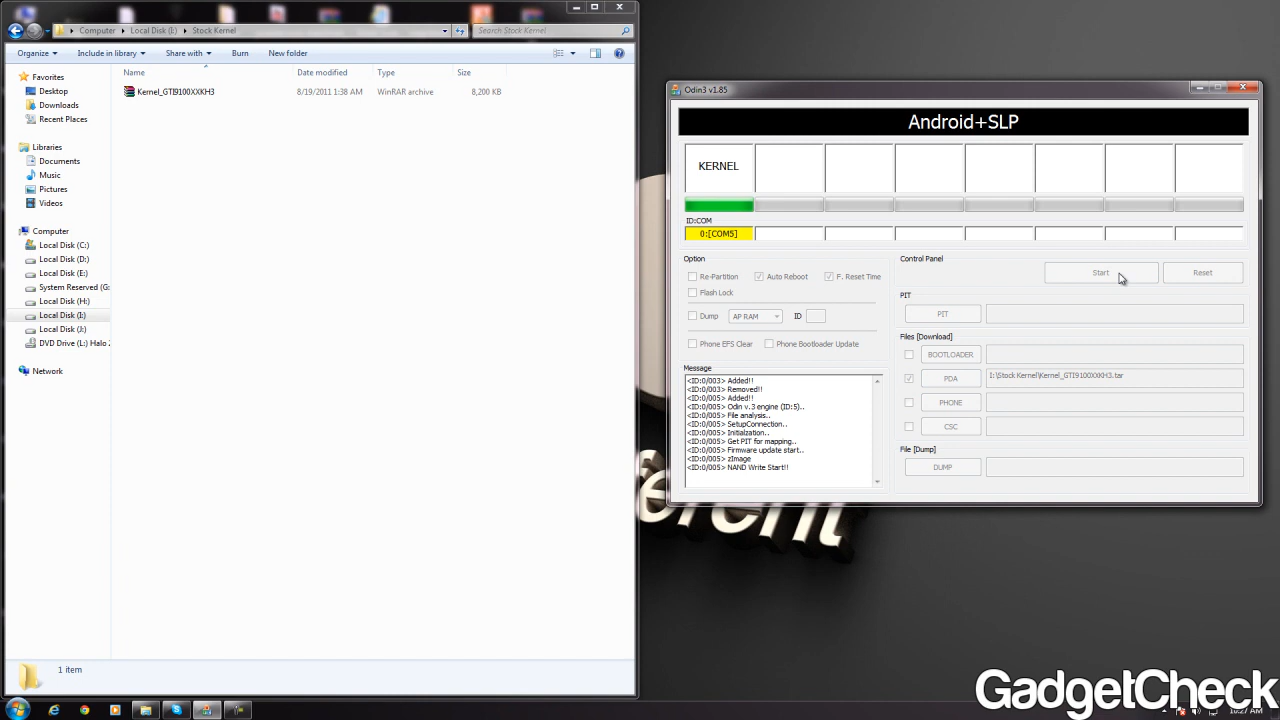 Computer
Local Disk (I:)
Stock Kernel
Search Stock Kernel
Organize
Include in library
Share with
Burn
New folder
Name
Date modified
Type
Size
Kernel_GTI9100XXKH3
8/19/2011 1:38 AM
WinRAR archive
8,200 KB
Favorites
Desktop
Downloads
Recent Places
Libraries
Documents
Music
Pictures
Videos
Computer
Local Disk (C:)
Local Disk (D:)
Local Disk (E:)
System Reserved (G:
Local Disk (H:)
Local Disk (I:)
Local Disk (J:)
DVD Drive (L:) Halo 2
Network
1 item
Odin3 v1.85
Android+SLP
KERNEL
ID:COM
0:[COM5]
Option
Re-Partition
Auto Reboot
F. Reset Time
Flash Lock
Dump
AP RAM
ID
Phone EFS Clear
Phone Bootloader Update
Message
<ID:0/003> Added!!
<ID:0/003> Removed!!
<ID:0/005> Added!!
<ID:0/005> Odin v.3 engine (ID:5)..
<ID:0/005> File analysis..
<ID:0/005> SetupConnection..
<ID:0/005> Initialzation..
<ID:0/005> Get PIT for mapping..
<ID:0/005> Firmware update start..
<ID:0/005> zImage
<ID:0/005> NAND Write Start!!
Control Panel
Start
Reset
PIT
PIT
Files [Download]
BOOTLOADER
PDA
I:\Stock Kernel\Kernel_GTI9100XXKH3.tar
PHONE
CSC
File [Dump]
DUMP
erent
GadgetCheck
10:27 AM